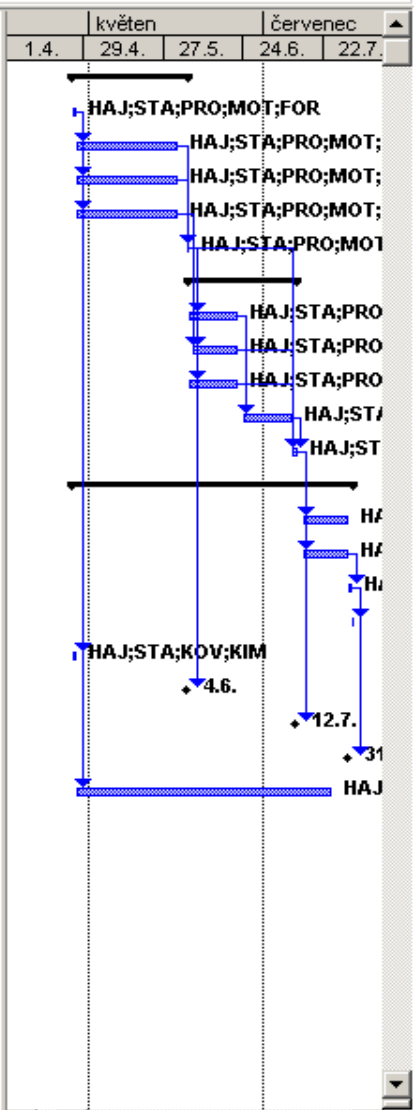 květen červenec
1.4. 29.4. 27.5. 24.6. 22.7.
HAJ;STA;PRO;MOT;FOR
HAJ;STA;PRO;MOT;
HAJ;STA;PRO;MOT;
HAJ;STA;PRO;MOT;
HAJ;STA;PRO;MOT
HAJ;STA;PRO
HAJ;STA;PRO
HAJ;STA;PRO
HAJ;STA
HAJ;ST
HA
HA
HA
HAJ;STA;KOV;KIM
4.6.
12.7.
31
HAJ